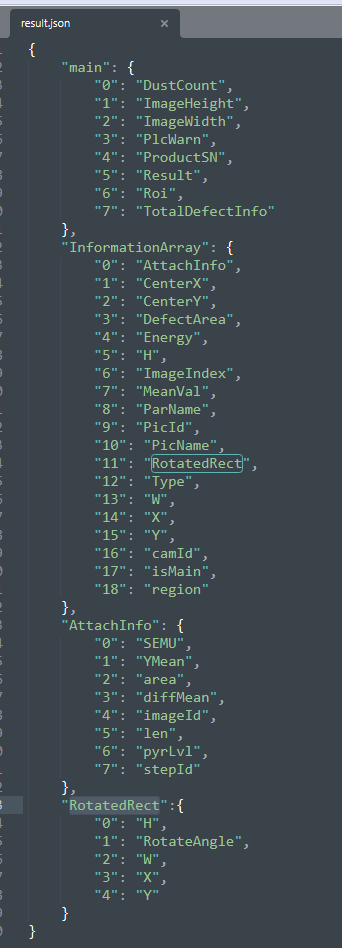 result.json ×
{
"main": {
"0": "DustCount",
"1": "ImageHeight",
"2": "ImageWidth",
"3": "PlcWarn",
"4": "ProductSN",
"5": "Result",
"6": "Roi",
"7": "TotalDefectInfo"
},
"InformationArray": {
"0": "AttachInfo",
"1": "CenterX",
"2": "CenterY",
"3": "DefectArea",
"4": "Energy",
"5": "H",
"6": "ImageIndex",
"7": "MeanVal",
"8": "ParName",
"9": "PicId",
"10": "PicName",
"11": "RotatedRect",
"12": "Type",
"13": "W",
"14": "X",
"15": "Y",
"16": "camId",
"17": "isMain",
"18": "region"
},
"AttachInfo": {
"0": "SEMU",
"1": "YMean",
"2": "area",
"3": "diffMean",
"4": "imageId",
"5": "len",
"6": "pyrLvl",
"7": "stepId"
},
"RotatedRect":{
"0": "H",
"1": "RotateAngle",
"2": "W",
"3": "X",
"4": "Y"
}
}